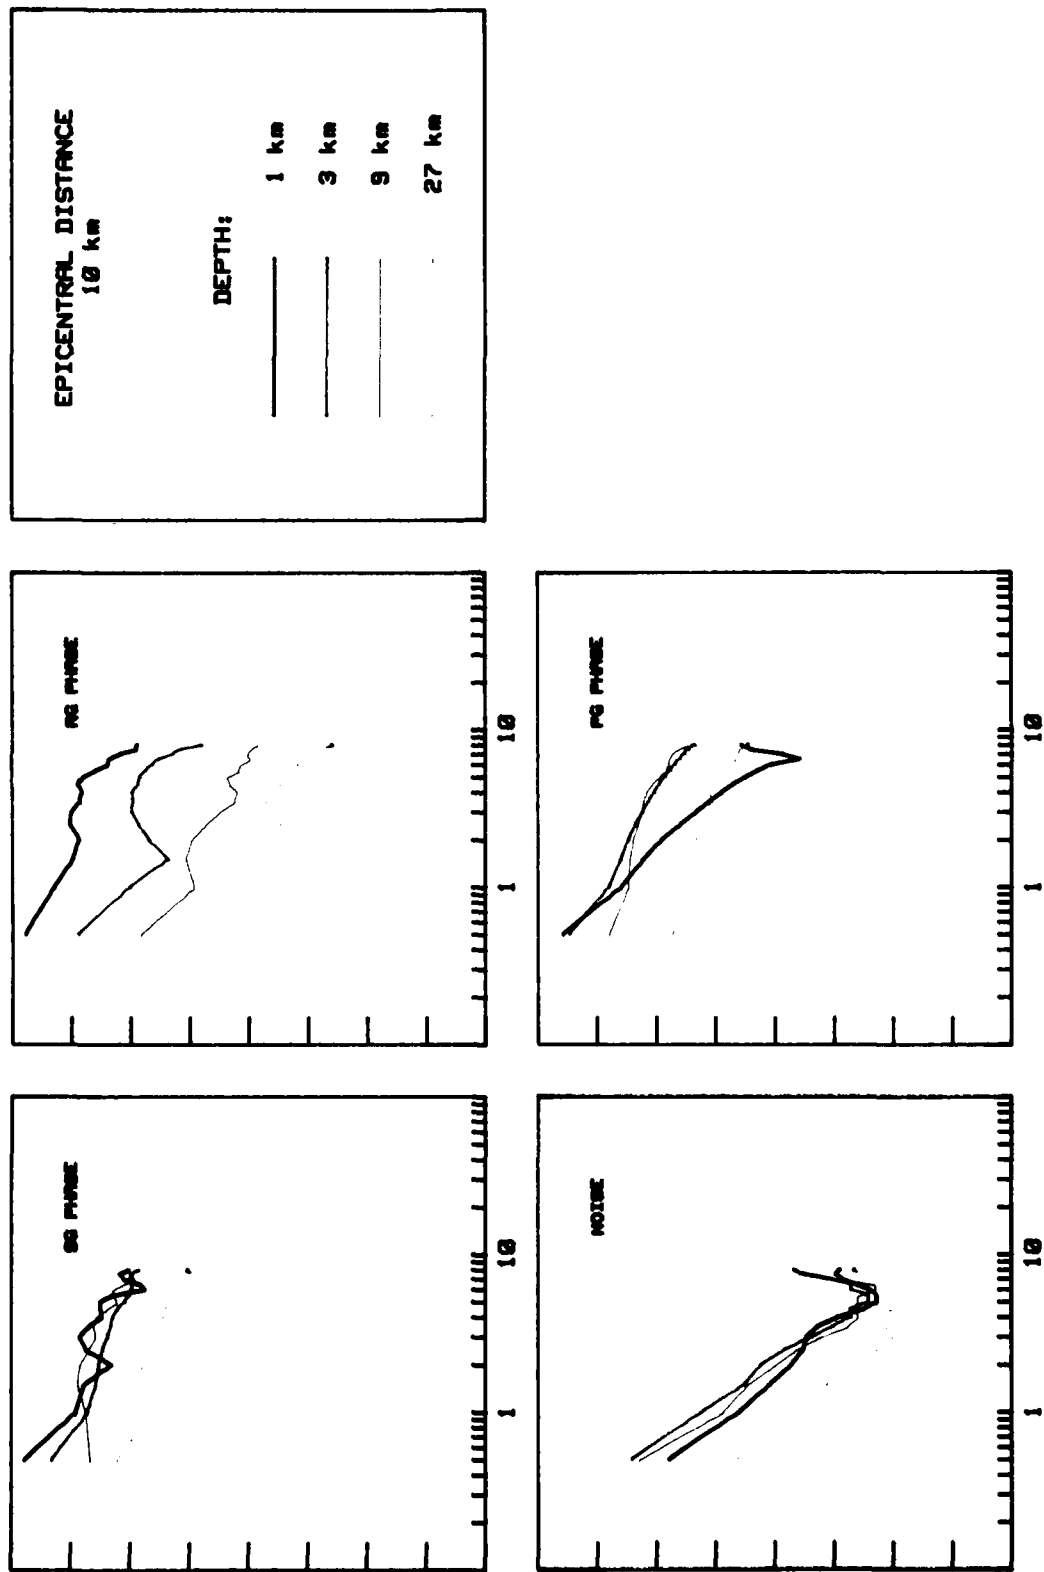 SG PHASE
1
10
RG PHASE
1
10
EPICENTRAL DISTANCE
10 km
DEPTH:
1 km
3 km
9 km
27 km
NOISE
1
10
PG PHASE
1
10